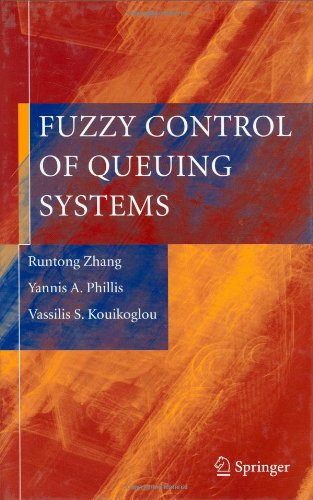 FUZZY CONTROL
OF QUEUING
SYSTEMS
Runtong Zhang
Yannis A. Phillis
Vassilis S. Kouikoglou
Springer